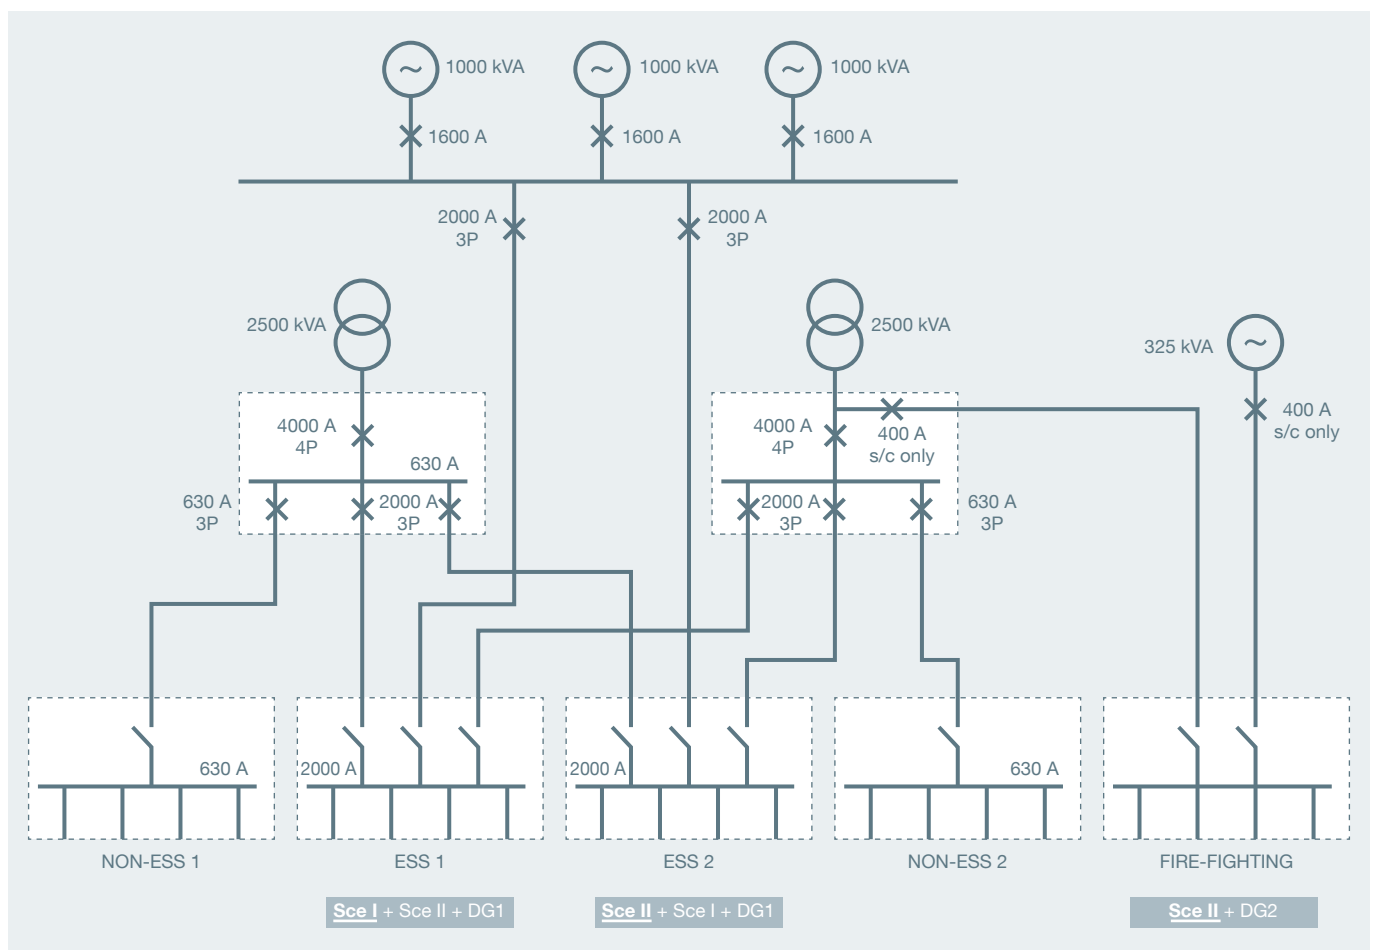 1000 kVA
1000 kVA
1000 kVA
1600 A
1600 A
1600 A
2000 A
3P
2000 A
3P
2500 kVA
2500 kVA
325 kVA
4000 A
4P
630 A
630 A
3P
2000 A
3P
4000 A
4P
400 A
s/c only
2000 A
3P
630 A
3P
400 A
s/c only
630 A
2000 A
2000 A
630 A
NON-ESS 1
ESS 1
ESS 2
NON-ESS 2
FIRE-FIGHTING
Sce I + Sce II + DG1
Sce II + Sce I + DG1
Sce II + DG2